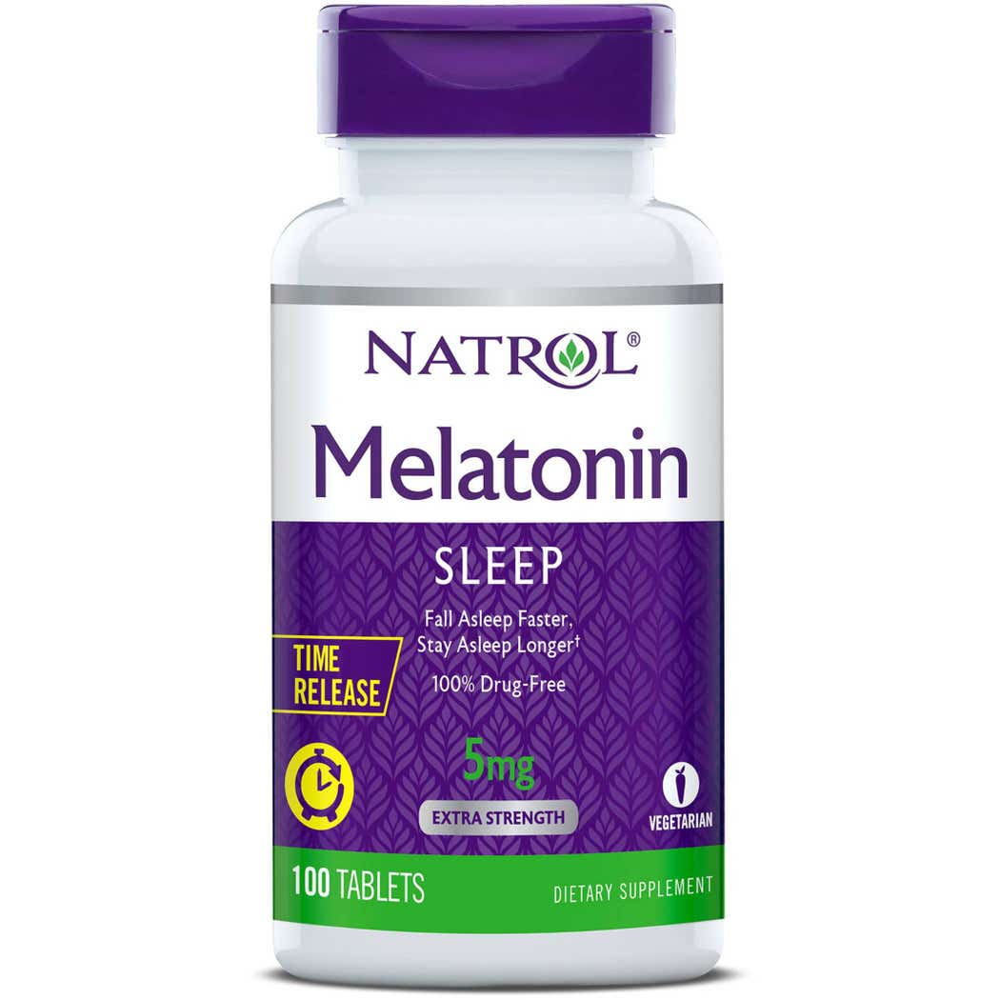 NATROL®
Melatonin
SLEEP
Fall Asleep Faster,
Stay Asleep Longer†
100% Drug-Free
TIME
RELEASE
5mg
EXTRA STRENGTH
VEGETARIAN
100 TABLETS
DIETARY SUPPLEMENT